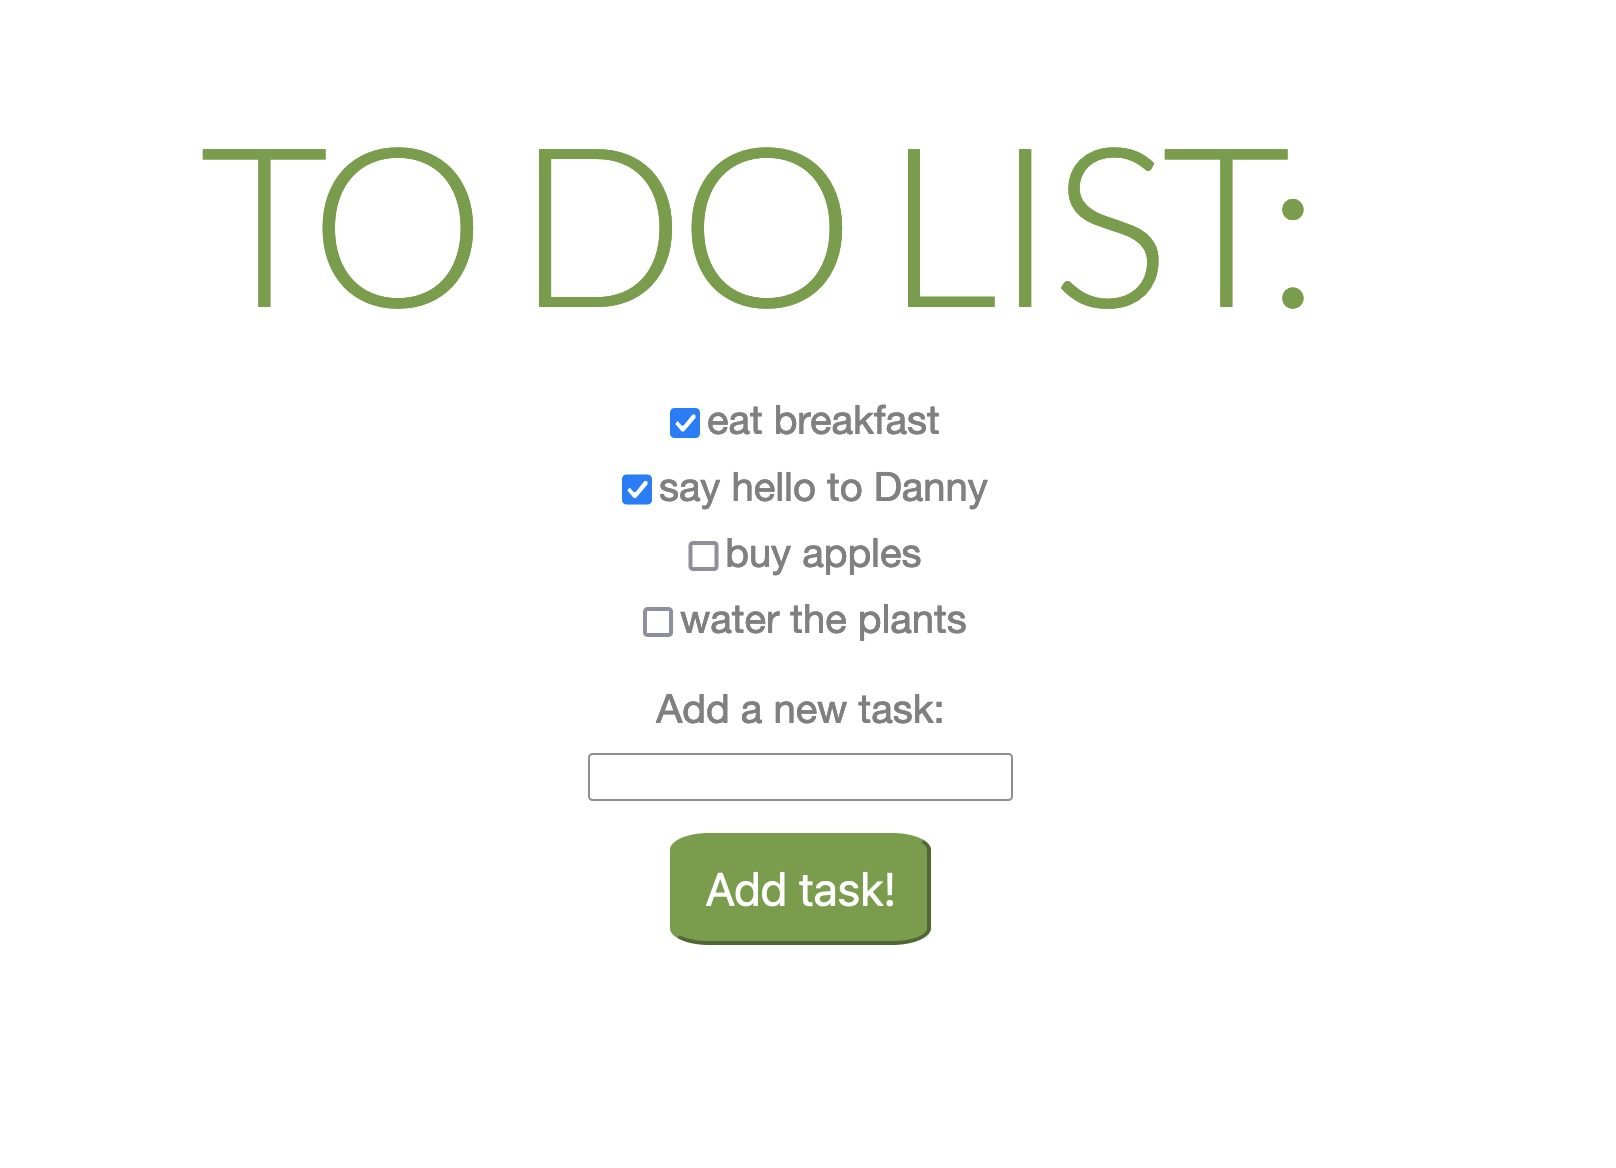 TO DO LIST:
eat breakfast
say hello to Danny
buy apples
water the plants
Add a new task:
Add task!